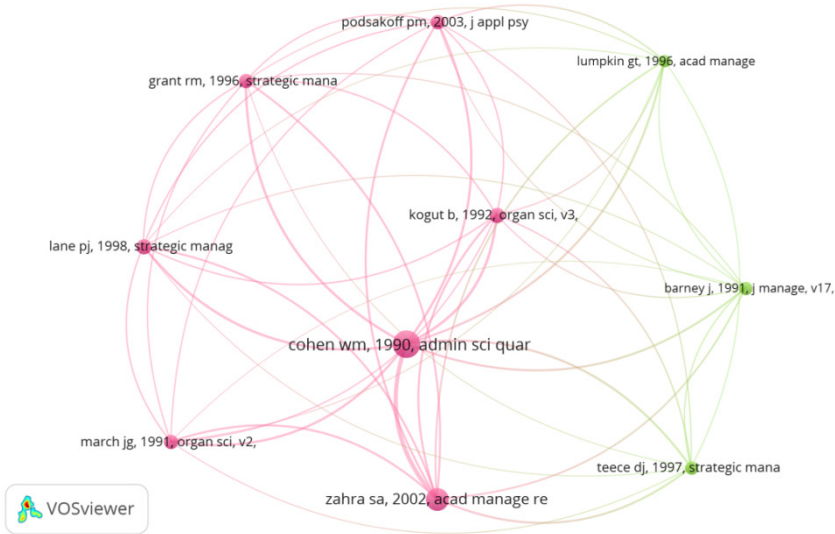 podsakoff pm, 2003, j appl psy
lumpkin gt, 1996, acad manage
grant rm, 1996, strategic mana
kogut b, 1992, organ sci, v3,
lane pj, 1998, strategic manag
barney j, 1991, j manage, v17,
cohen wm, 1990, admin sci quar
march jg, 1991, organ sci, v2,
teece dj, 1997, strategic mana
zahra sa, 2002, acad manage re
VOSviewer